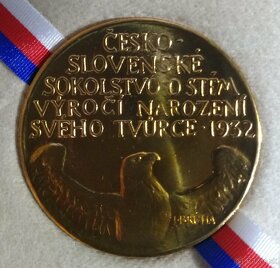 ČESKO-
SLOVENSKÉ
SOKOLSTVO O STÉM
VÝROČÍ NAROZENÍ
SVÉHO TVŮRCE · 1932